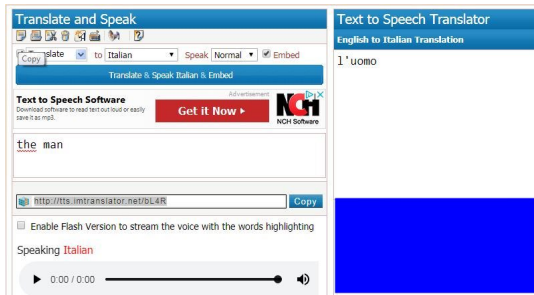 Translate and Speak
Translate to Italian Speak Normal Embed
Copy
Translate & Speak Italian & Embed
Advertisement
Text to Speech Software
Download software to read text out loud or easily
save it as mp3.
Get it Now
NCH
NCH Software
the man
http://tts.imtranslator.net/bL4R
Copy
Enable Flash Version to stream the voice with the words highlighting
Speaking Italian
0:00 / 0:00
Text to Speech Translator
English to Italian Translation
l'uomo